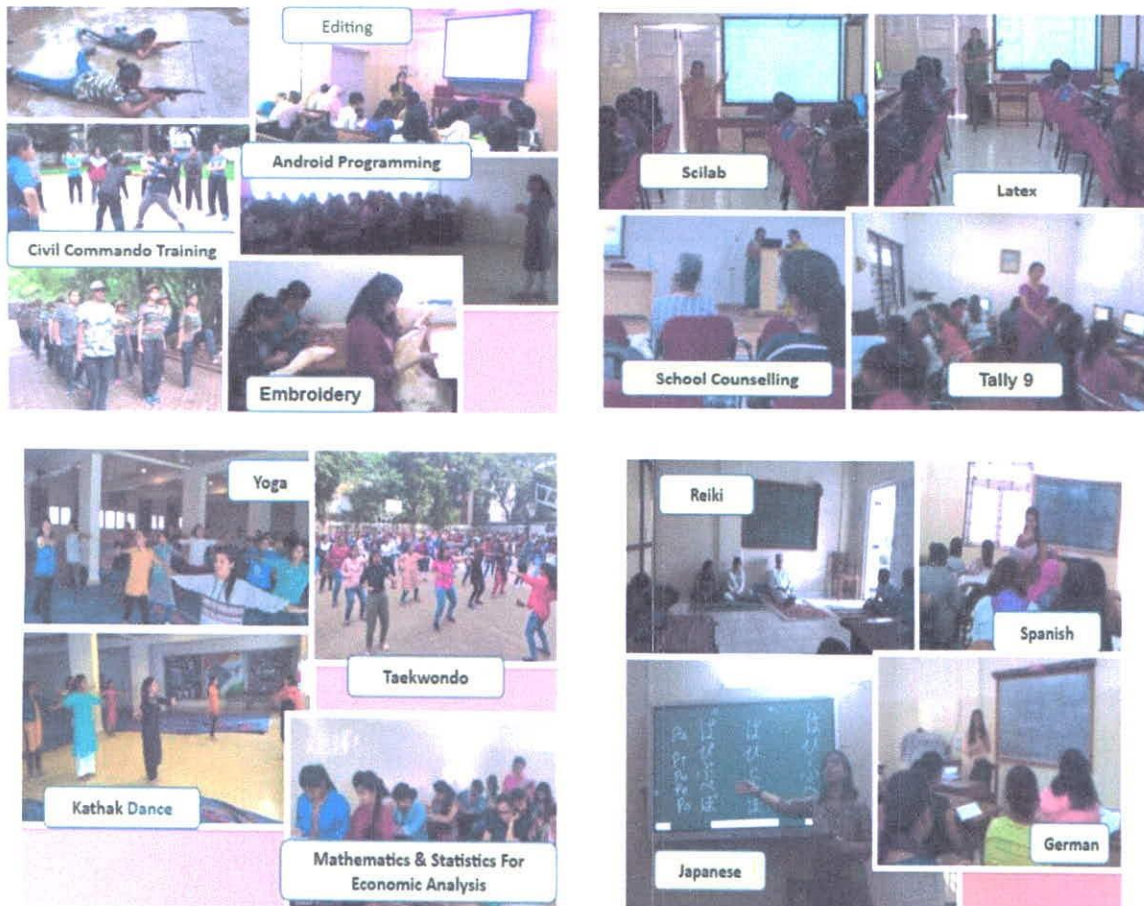 Editing
Android Programming
Civil Commando Training
Embroidery
Scilab
Latex
School Counselling
Tally 9
Yoga
Taekwondo
Kathak Dance
Mathematics & Statistics For
Economic Analysis
Reiki
Spanish
Japanese
German